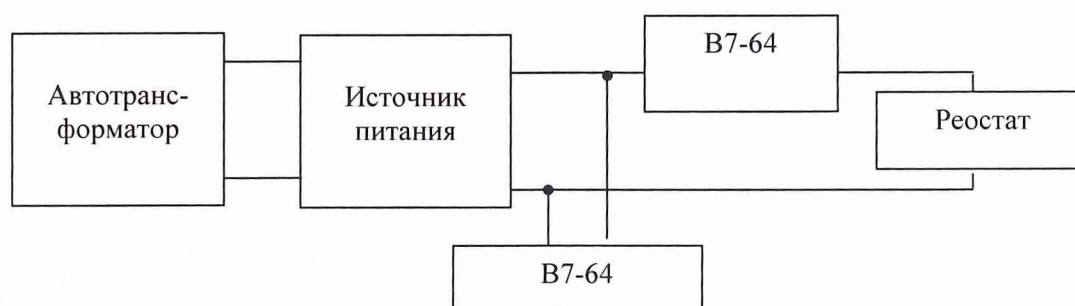 Автотранс-
форматор
Источник
питания
В7-64
Реостат
В7-64